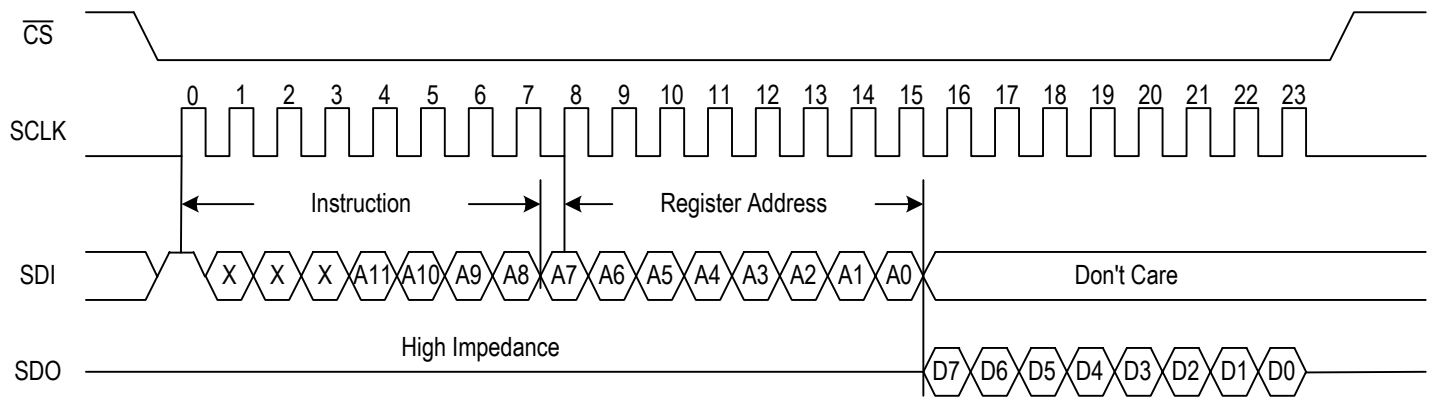 CS
0 1 2 3 4 5 6 7 8 9 10 11 12 13 14 15 16 17 18 19 20 21 22 23
SCLK
Instruction Register Address
SDI X X X A11 A10 A9 A8 A7 A6 A5 A4 A3 A2 A1 A0 Don't Care
High Impedance
SDO D7 D6 D5 D4 D3 D2 D1 D0